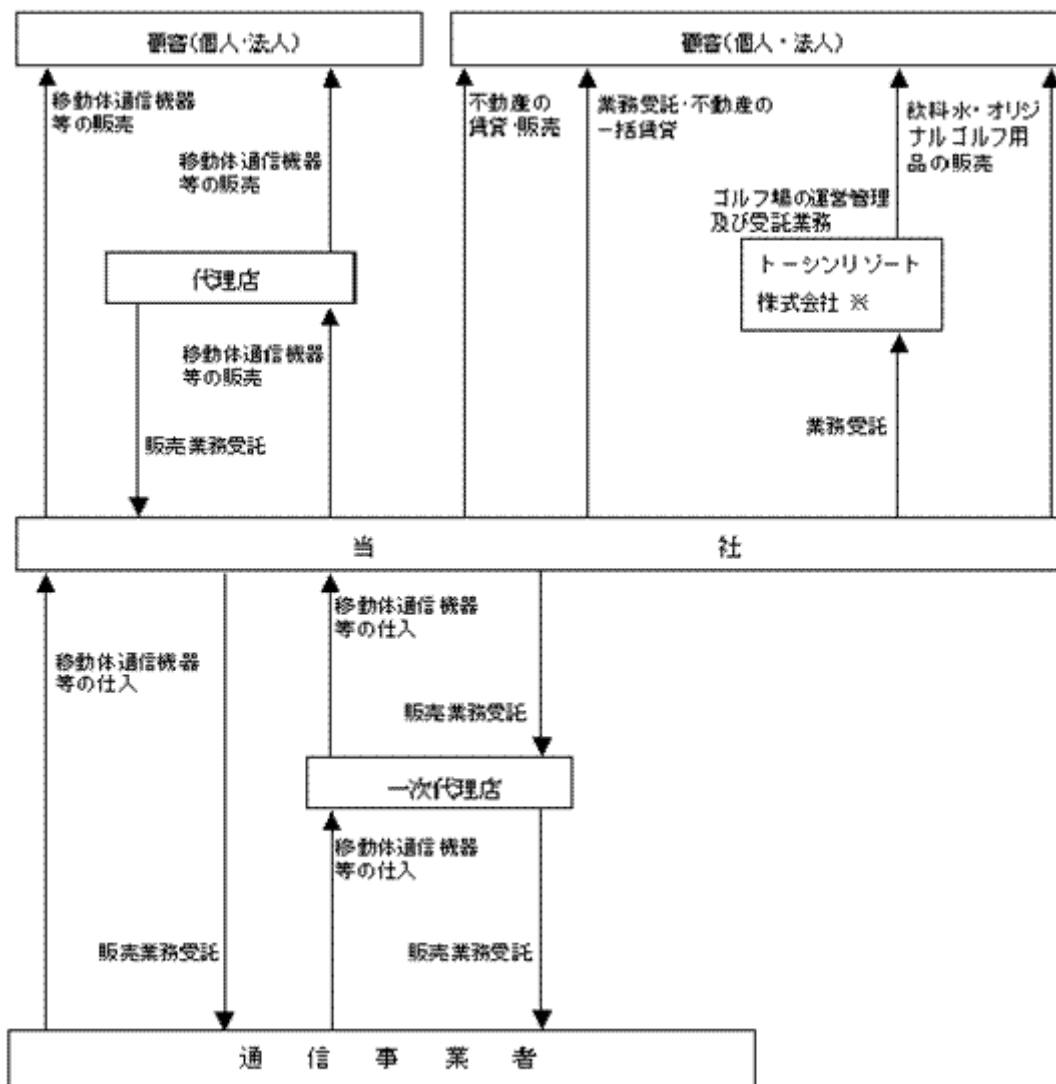 顧客(個人・法人)
顧客(個人・法人)
移動体通信機器
等の販売
移動体通信機器
等の販売
不動産の
賃貸・販売
業務受託・不動産の
一括賃貸
飲料水・オリジ
ナルゴルフ用
品の販売
ゴルフ場の運営管理
及び受託業務
代理店
トーシンリゾート
株式会社 ※
移動体通信機器
等の販売
販売業務受託
業務受託
当社
移動体通信機器
等の仕入
移動体通信機器
等の仕入
販売業務受託
一次代理店
移動体通信機器
等の仕入
販売業務受託
販売業務受託
通信事業者